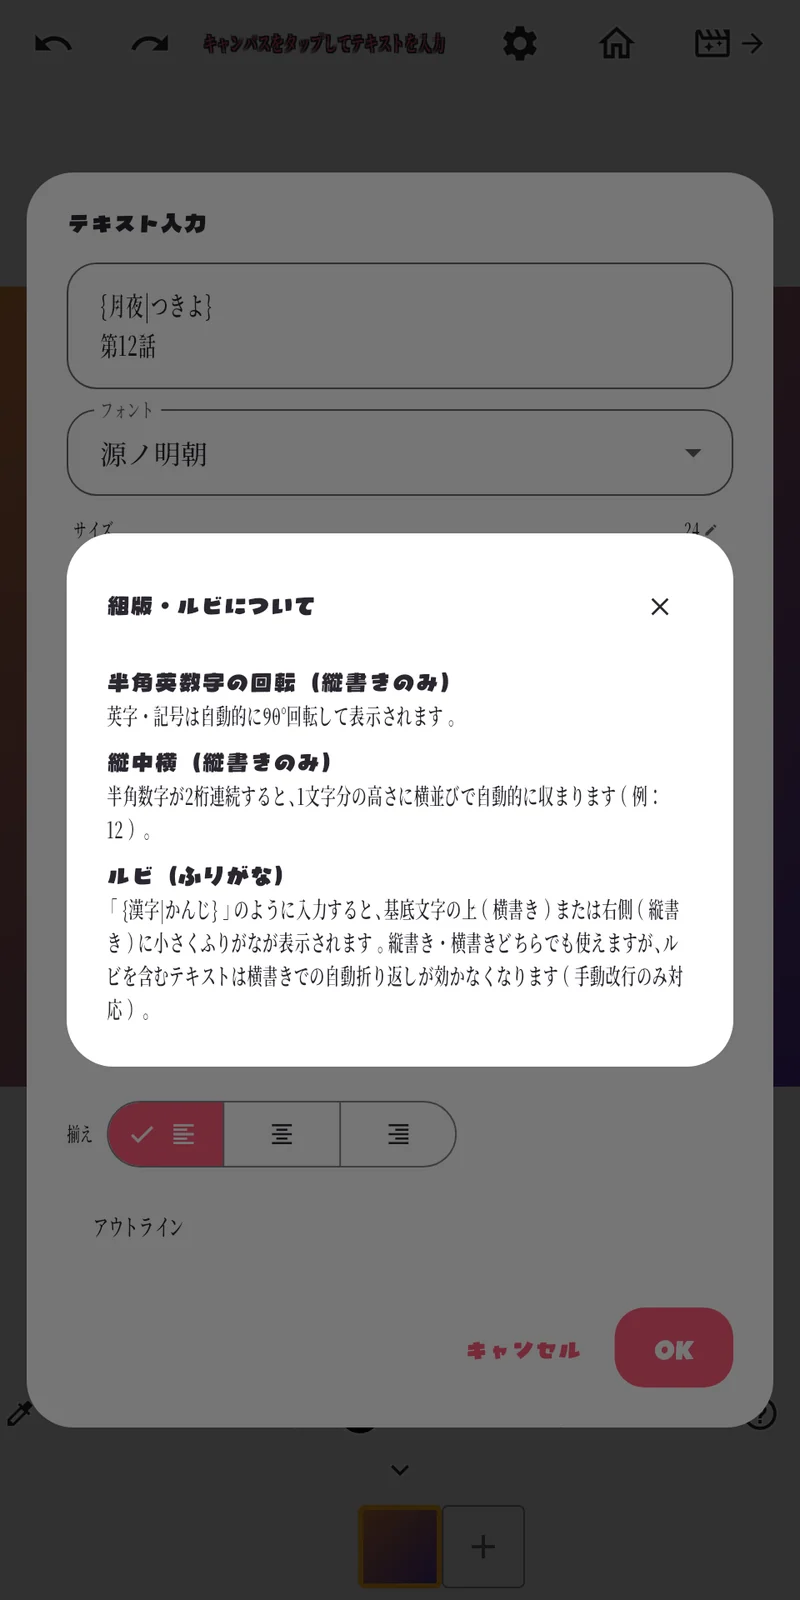 キャンバスをタップしてテキストを入力
テキスト入力
{月夜|つきよ}
第12話
フォント
源ノ明朝
サイズ
24
組版・ルビについて
半角英数字の回転（縦書きのみ）
英字・記号は自動的に90°回転して表示されます。
縦中横（縦書きのみ）
半角数字が2桁連続すると、1文字分の高さに横並びで自動的に収まります（例：
12）。
ルビ（ふりがな）
「{漢字|かんじ}」のように入力すると、基底文字の上（横書き）または右側（縦書
き）に小さくふりがなが表示されます。縦書き・横書きどちらでも使えますが、ル
ビを含むテキストは横書きでの自動折り返しが効かなくなります（手動改行のみ対
応）。
揃え
アウトライン
キャンセル
OK